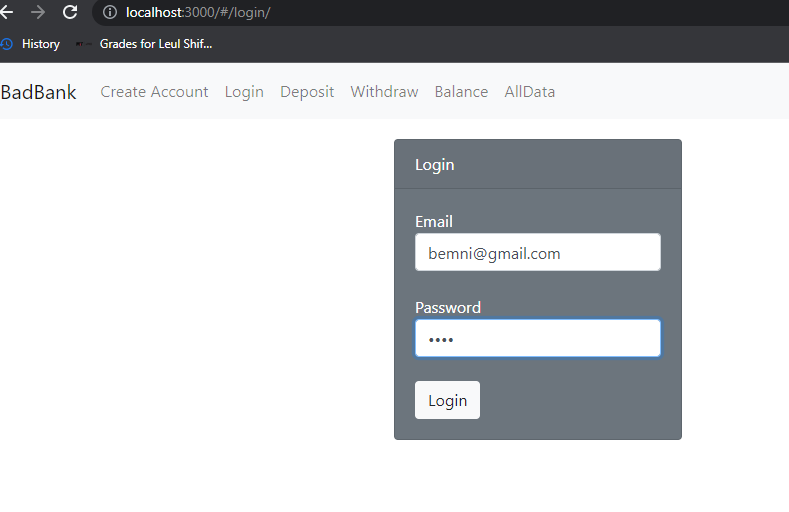 localhost:3000/#/login/
History Grades for Leul Shif...
BadBank Create Account Login Deposit Withdraw Balance AllData
Login
Email
bemni@gmail.com
Password
••••
Login